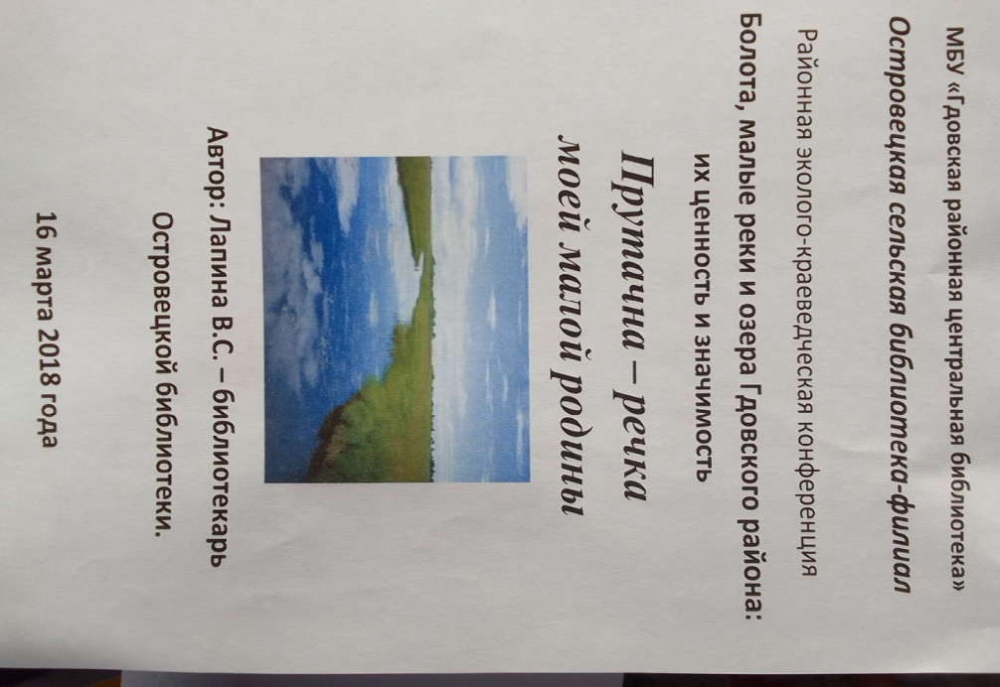 МБУ «Гдовская районная центральная библиотека»
Островецкая сельская библиотека-филиал
Районная эколого-краеведческая конференция
Болота, малые реки и озера Гдовского района:
их ценность и значимость
Прутачна – речка
моей малой родины
Автор: Лапина В.С. – библиотекарь
Островецкой библиотеки.
16 марта 2018 года